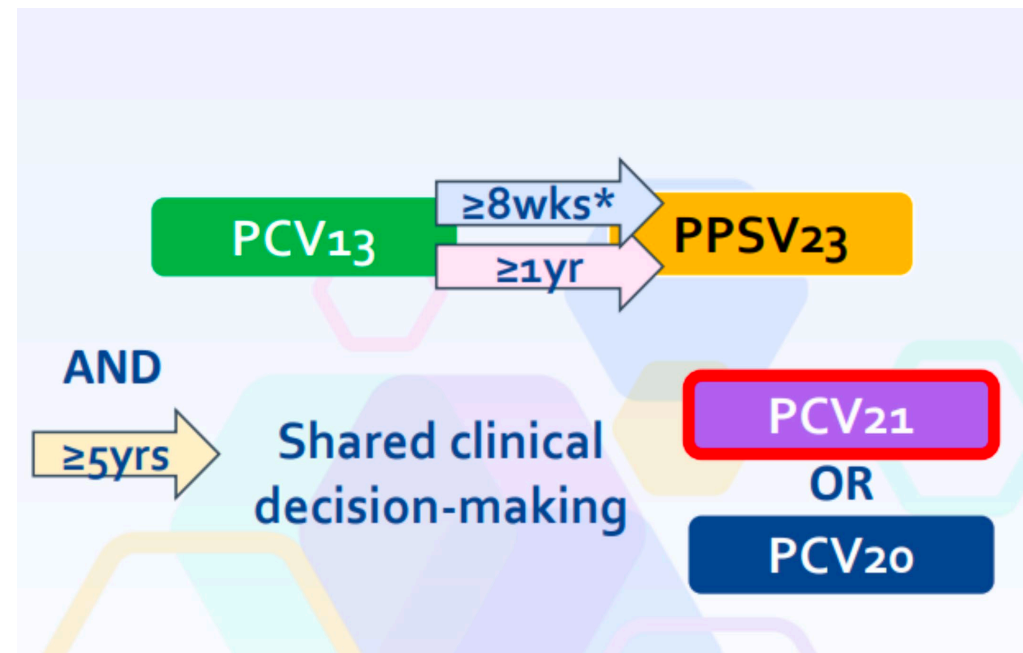 ≥8wks*
PCV13
PPSV23
≥1yr
AND
≥5yrs
Shared clinical
decision-making
PCV21
OR
PCV20